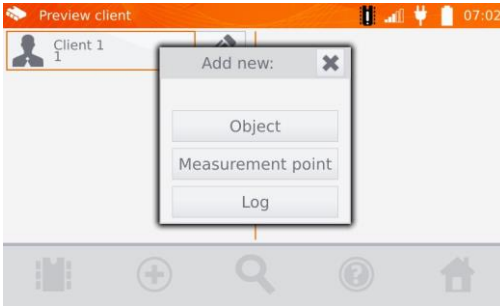 Preview client
07:02
Client 1
1
Add new:
Object
Measurement point
Log